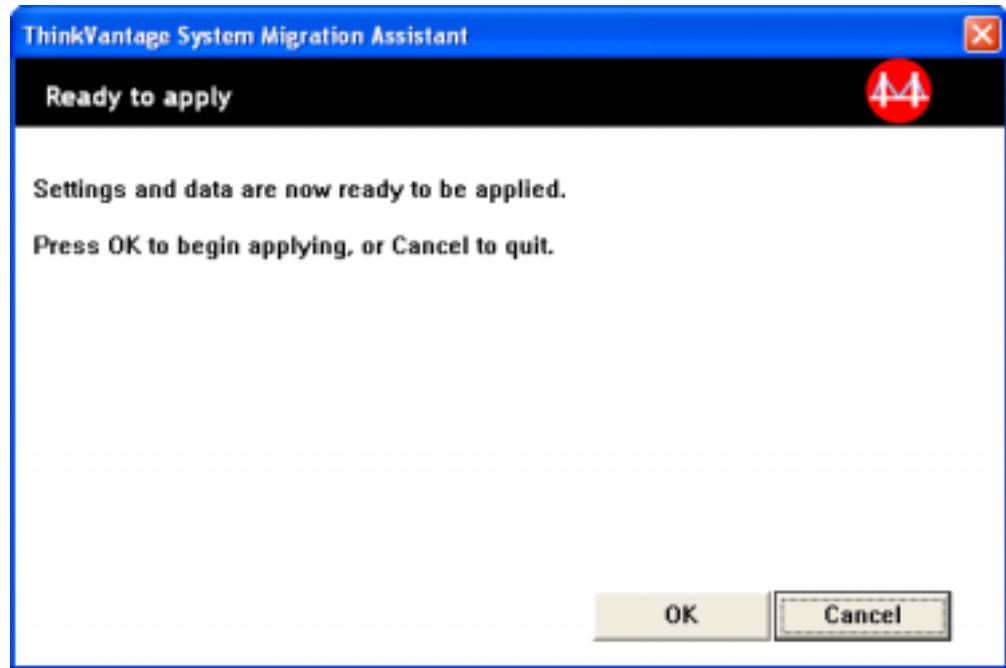 ThinkVantage System Migration Assistant
Ready to apply
Settings and data are now ready to be applied.
Press OK to begin applying, or Cancel to quit.
OK
Cancel